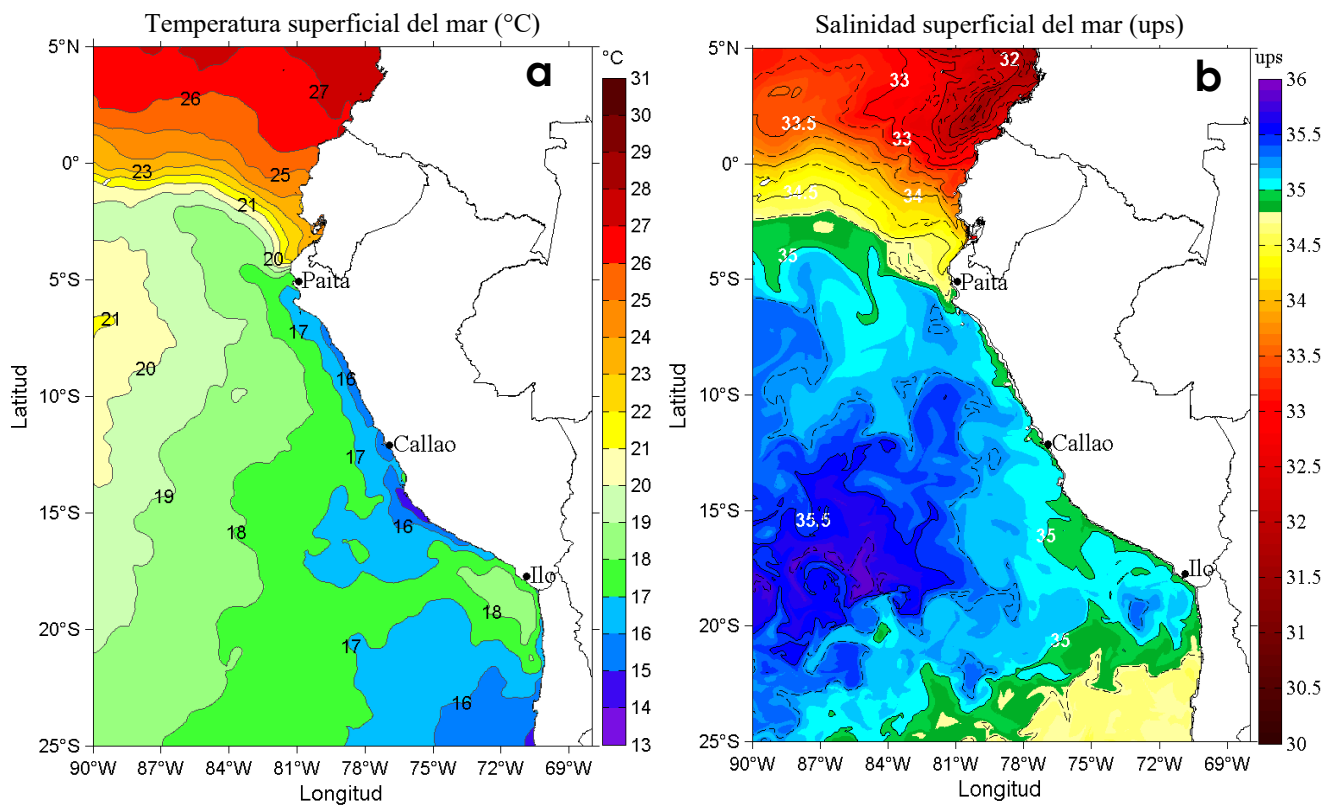 Temperatura superficial del mar (°C)
5°N
0°
5°S
10°S
15°S
20°S
25°S
Latitud
90°W 87°W 84°W 81°W 78°W 75°W 72°W 69°W
Longitud
a
26
27
23
25
21
20
Paita
21
17
20
16
Callao
17
19
16
18
Ilo
18
17
16
°C
31
30
29
28
27
26
25
24
23
22
21
20
19
18
17
16
15
14
13
Salinidad superficial del mar (ups)
5°N
0°
5°S
10°S
15°S
20°S
25°S
Latitud
90°W 87°W 84°W 81°W 78°W 75°W 72°W 69°W
Longitud
b
32
33
33.5
33
34.5
34
35
Paita
Callao
35.5
35
Ilo
35
ups
36
35.5
35
34.5
34
33.5
33
32.5
32
31.5
31
30.5
30